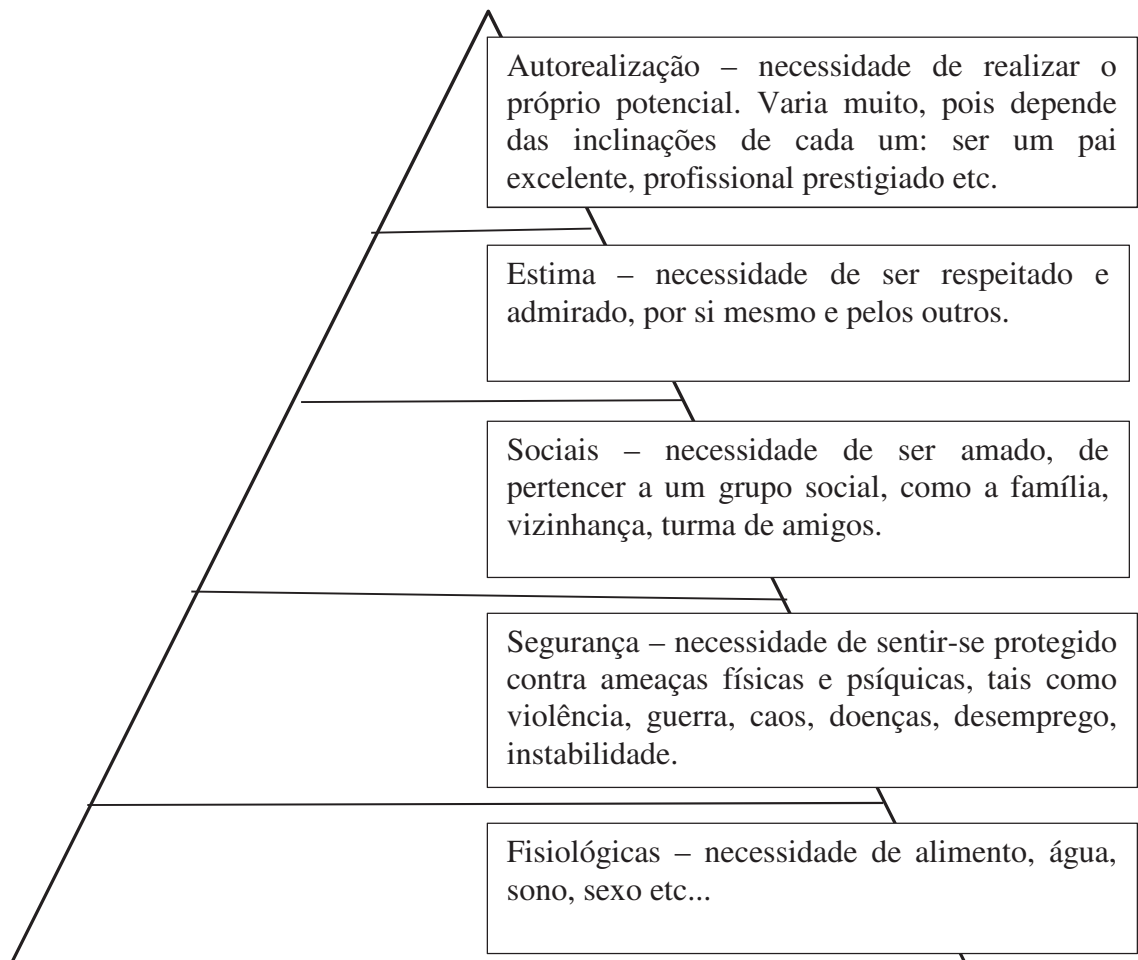 Autorealização – necessidade de realizar o
próprio potencial. Varia muito, pois depende
das inclinações de cada um: ser um pai
excelente, profissional prestigiado etc.
Estima – necessidade de ser respeitado e
admirado, por si mesmo e pelos outros.
Sociais – necessidade de ser amado, de
pertencer a um grupo social, como a família,
vizinhança, turma de amigos.
Segurança – necessidade de sentir-se protegido
contra ameaças físicas e psíquicas, tais como
violência, guerra, caos, doenças, desemprego,
instabilidade.
Fisiológicas – necessidade de alimento, água,
sono, sexo etc...